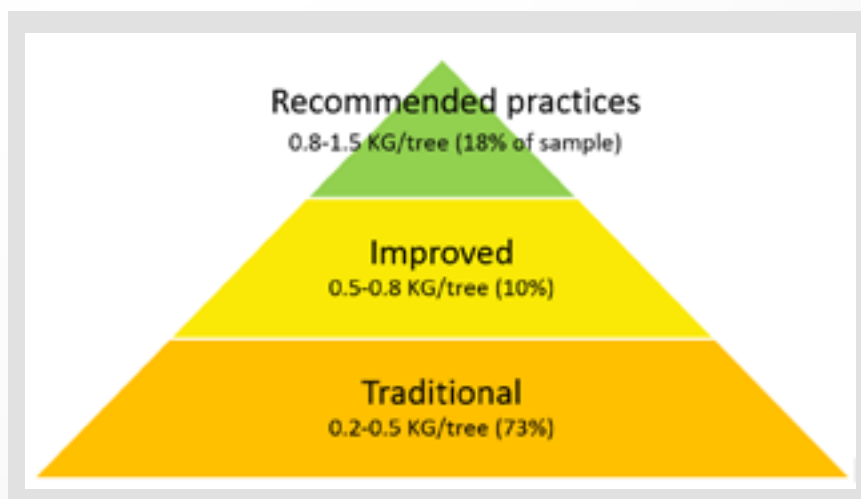 Recommended practices
0.8-1.5 KG/tree (18% of sample)
Improved
0.5-0.8 KG/tree (10%)
Traditional
0.2-0.5 KG/tree (73%)